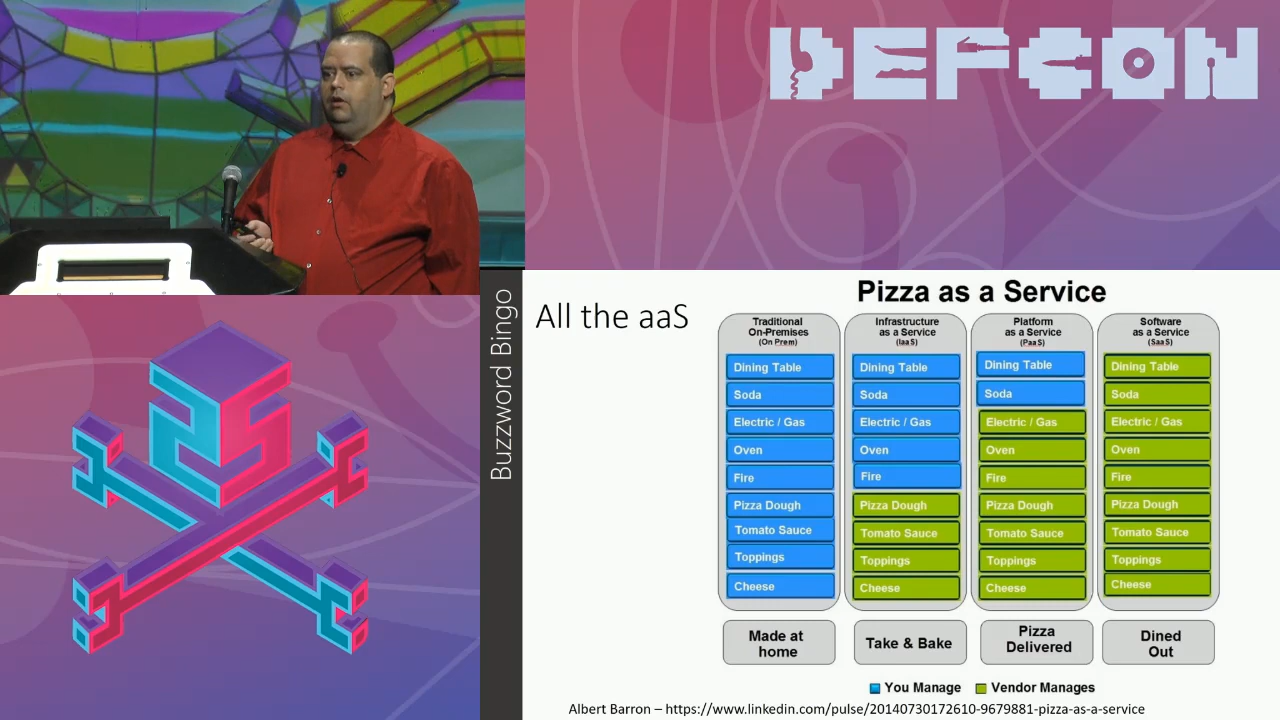 DEFCON
Buzzword Bingo
All the aaS
Pizza as a Service
Traditional
On-Premises
(On Prem)
Dining Table
Soda
Electric / Gas
Oven
Fire
Pizza Dough
Tomato Sauce
Toppings
Cheese
Made at
home
Infrastructure
as a Service
(IaaS)
Dining Table
Soda
Electric / Gas
Oven
Fire
Pizza Dough
Tomato Sauce
Toppings
Cheese
Take & Bake
Platform
as a Service
(PaaS)
Dining Table
Soda
Electric / Gas
Oven
Fire
Pizza Dough
Tomato Sauce
Toppings
Cheese
Pizza
Delivered
Software
as a Service
(SaaS)
Dining Table
Soda
Electric / Gas
Oven
Fire
Pizza Dough
Tomato Sauce
Toppings
Cheese
Dined
Out
You Manage
Vendor Manages
Albert Barron – https://www.linkedin.com/pulse/20140730172610-9679881-pizza-as-a-service
25